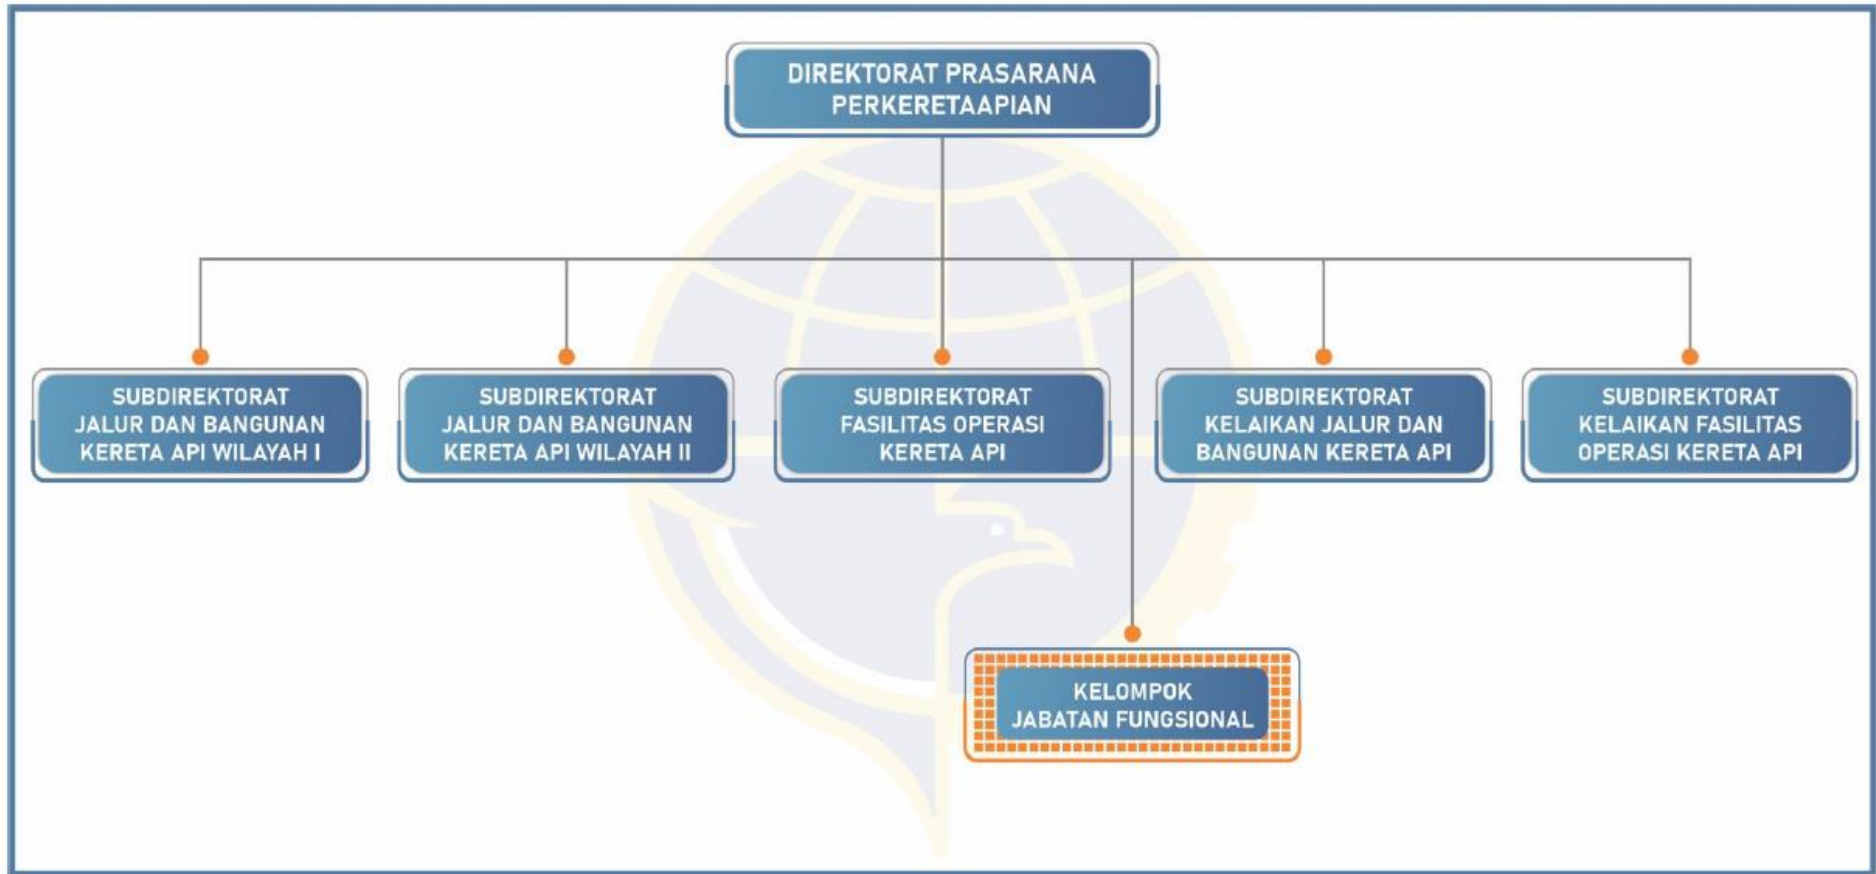 DIREKTORAT PRASARANA
PERKERETAAPIAN
SUBDIREKTORAT
JALUR DAN BANGUNAN
KERETA API WILAYAH I
SUBDIREKTORAT
JALUR DAN BANGUNAN
KERETA API WILAYAH II
SUBDIREKTORAT
FASILITAS OPERASI
KERETA API
SUBDIREKTORAT
KELAIKAN JALUR DAN
BANGUNAN KERETA API
SUBDIREKTORAT
KELAIKAN FASILITAS
OPERASI KERETA API
KELOMPOK
JABATAN FUNGSIONAL